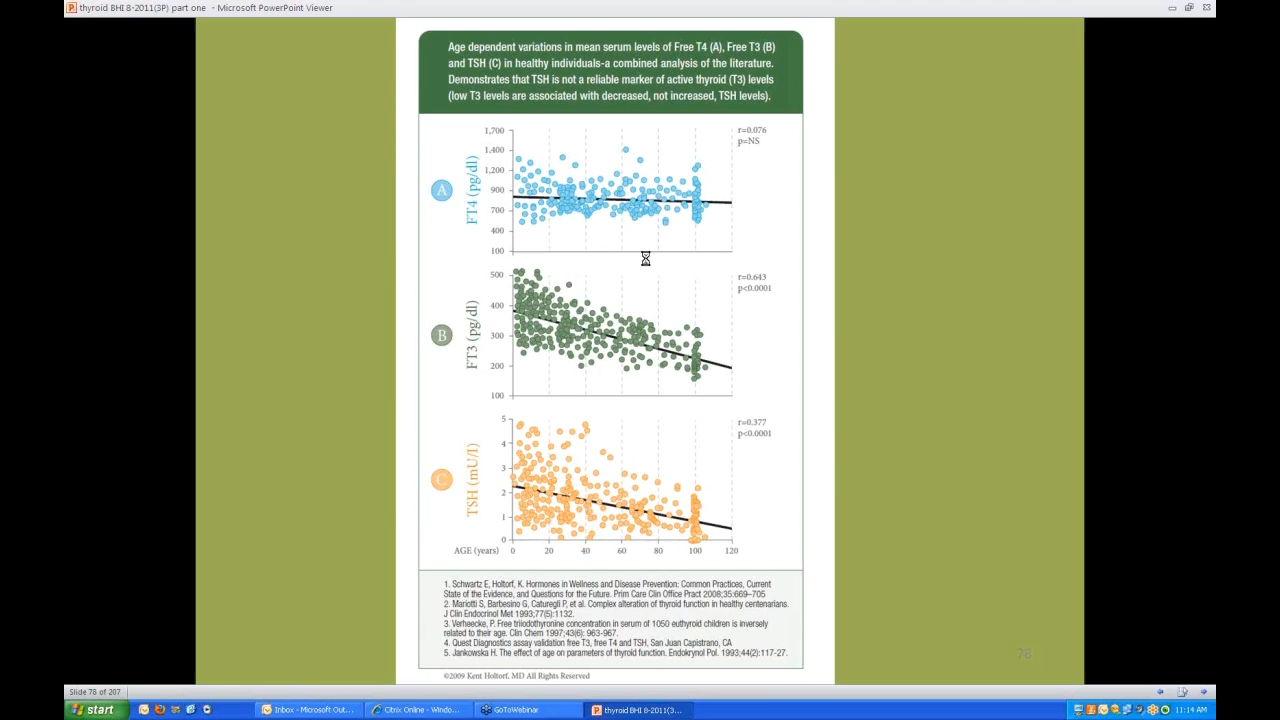 thyroid BHI 8-2011(3P) part one - Microsoft PowerPoint Viewer
Age dependent variations in mean serum levels of Free T4 (A), Free T3 (B)
and TSH (C) in healthy individuals-a combined analysis of the literature.
Demonstrates that TSH is not a reliable marker of active thyroid (T3) levels
(low T3 levels are associated with decreased, not increased, TSH levels).
A
FT4 (pg/dl)
1,700
1,400
1,200
900
700
400
100
r=0.076
p=NS
B
FT3 (pg/dl)
500
400
300
200
100
r=0.643
p<0.0001
C
TSH (mU/l)
5
4
3
2
1
0
r=0.377
p<0.0001
AGE (years) 0 20 40 60 80 100 120
1. Schwartz E, Holtorf, K. Hormones in Wellness and Disease Prevention: Common Practices, Current
State of the Evidence, and Questions for the Future. Prim Care Clin Office Pract 2008;35:669–705
2. Mariotti S, Barbesino G, Caturegli P, et al. Complex alteration of thyroid function in healthy centenarians.
J Clin Endocrinol Met 1993;77(5):1132.
3. Verheecke, P. Free triiodothyronine concentration in serum of 1050 euthyroid children is inversely
related to their age. Clin Chem 1997;43(6): 963-967.
4. Quest Diagnostics assay validation free T3, free T4 and TSH, San Juan Capistrano, CA
5. Jankowska H. The effect of age on parameters of thyroid function. Endokrynol Pol. 1993;44(2):117-27.
©2009 Kent Holtorf, MD All Rights Reserved
78
Slide 78 of 207
start
Inbox - Microsoft Out...
Citrix Online - Windo...
GoToWebinar
thyroid BHI 8-2011(3...
11:14 AM